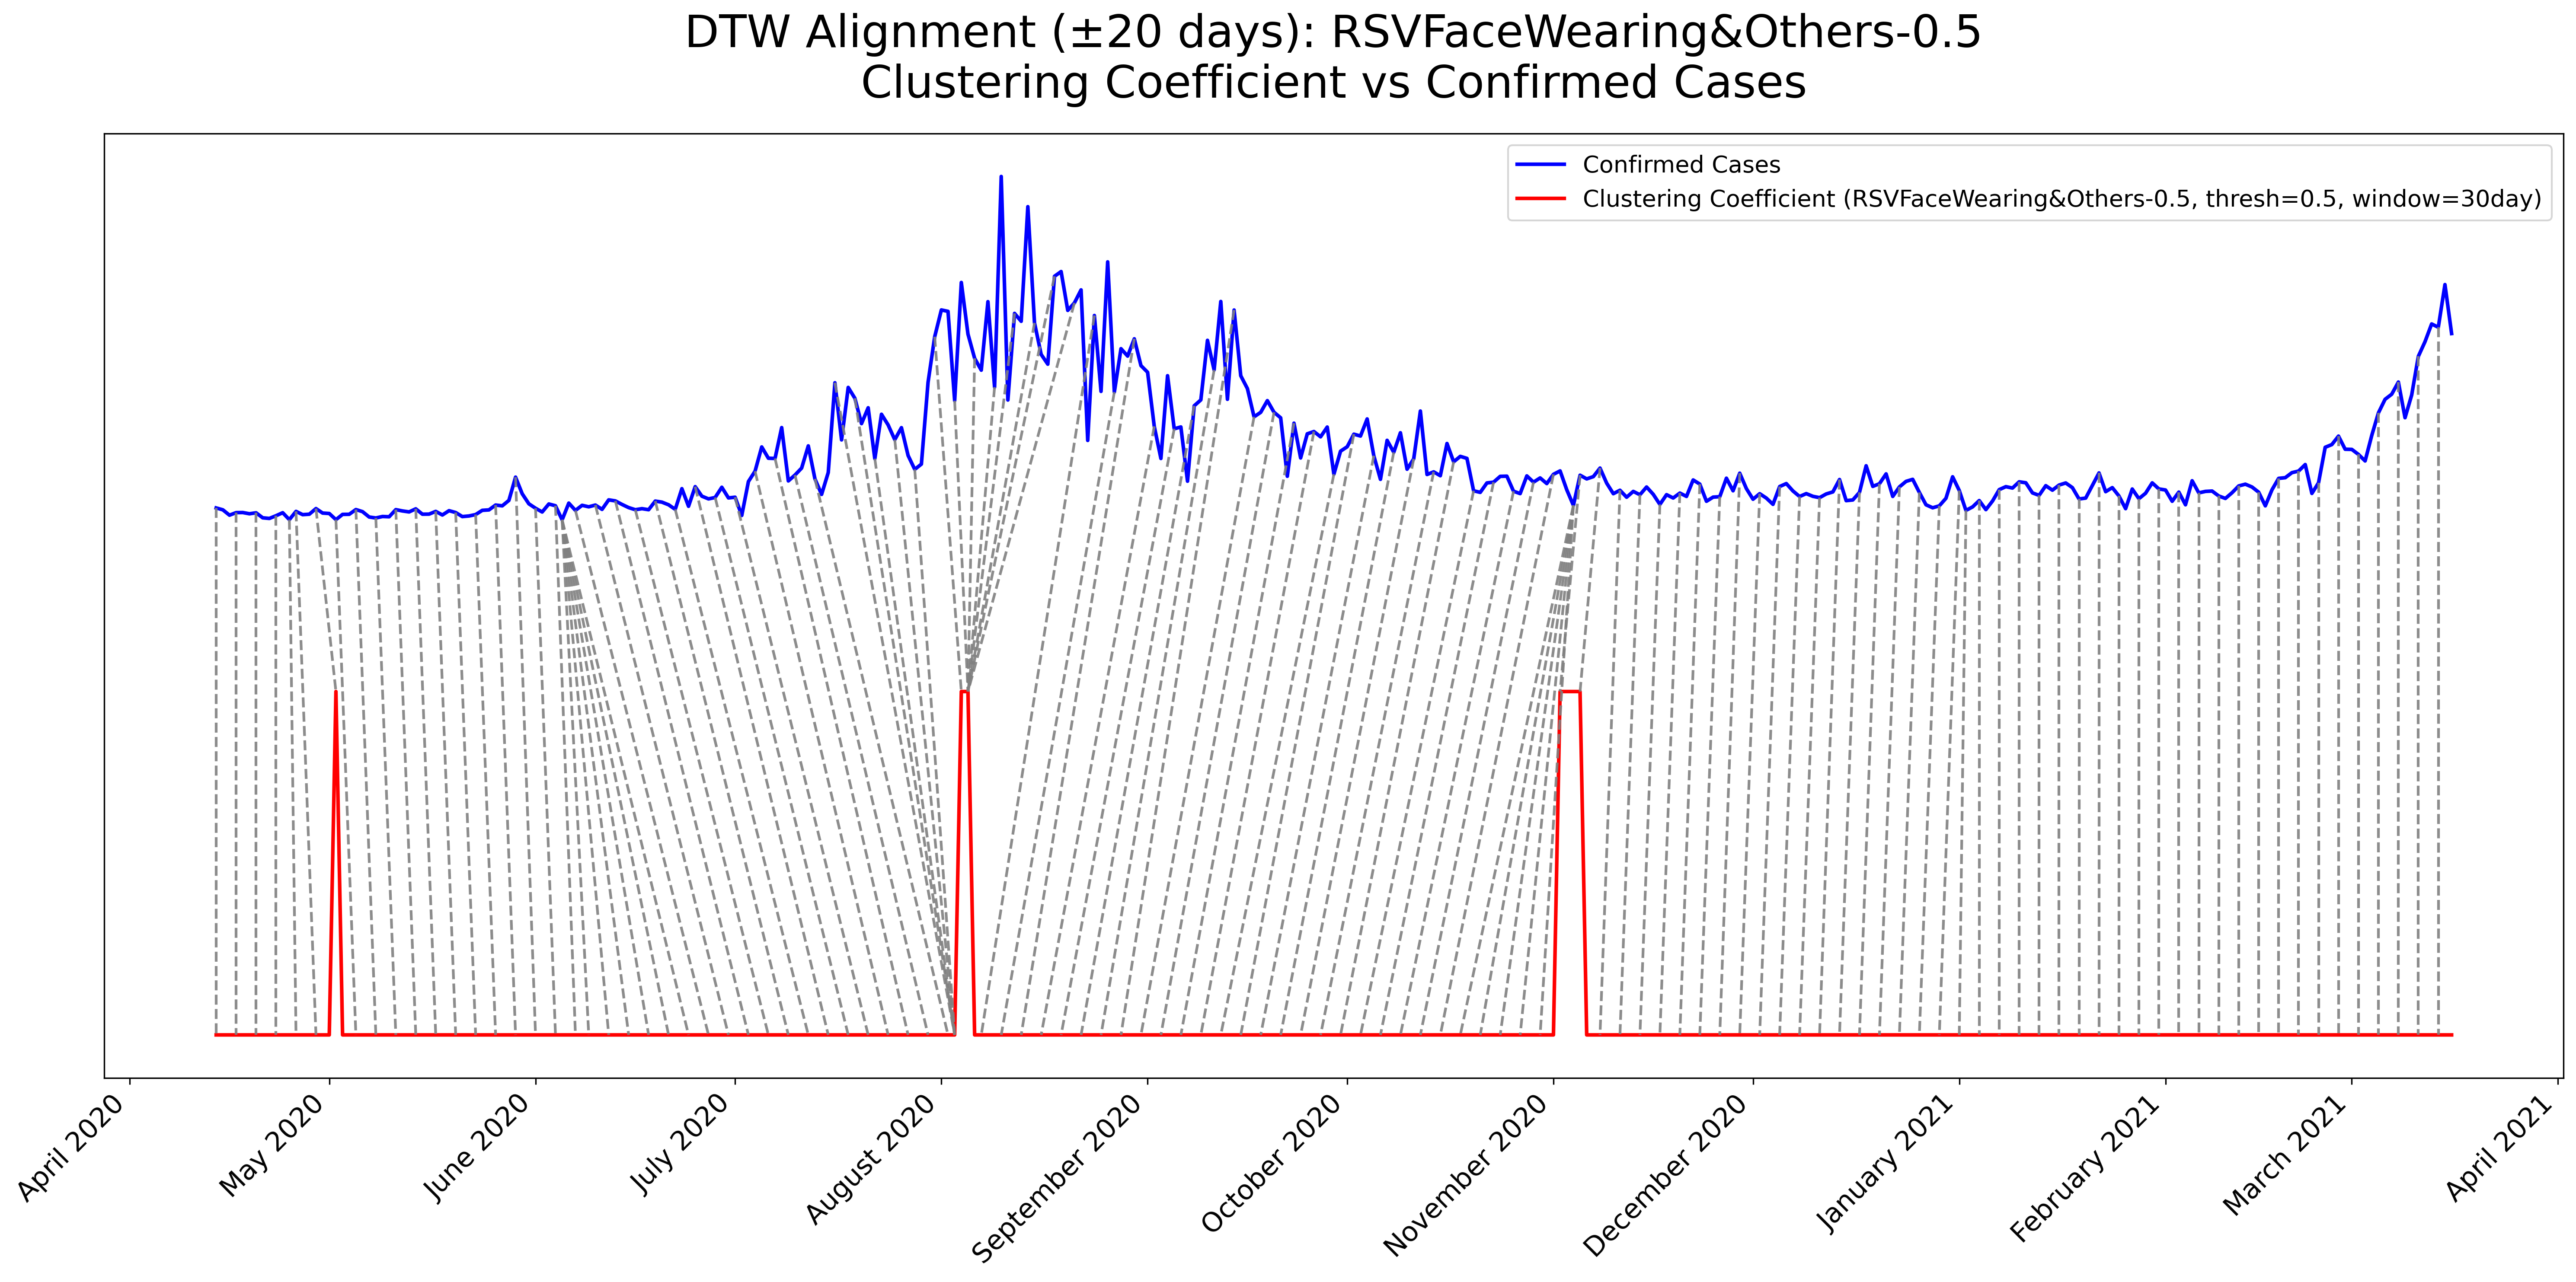 DTW Alignment (±20 days): RSVFaceWearing&Others-0.5
Clustering Coefficient vs Confirmed Cases
Confirmed Cases
Clustering Coefficient (RSVFaceWearing&Others-0.5, thresh=0.5, window=30day)
April 2020
May 2020
June 2020
July 2020
August 2020
September 2020
October 2020
November 2020
December 2020
January 2021
February 2021
March 2021
April 2021